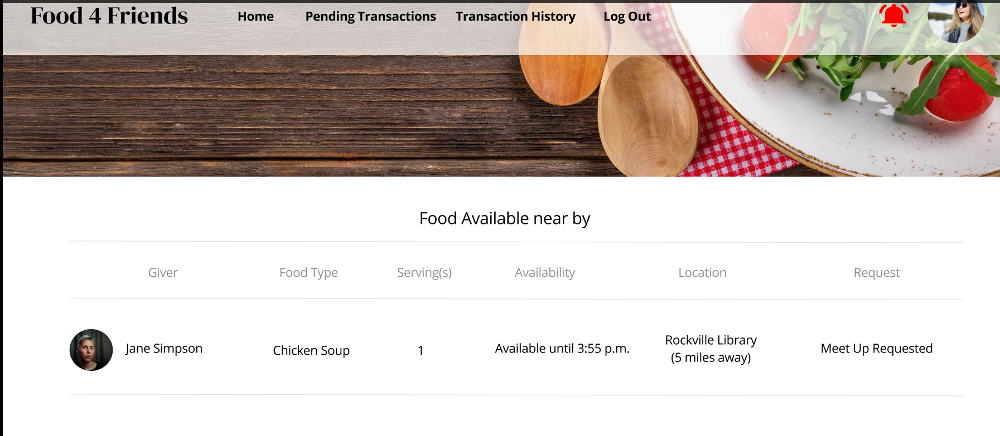 Food 4 Friends
Home Pending Transactions Transaction History Log Out
Food Available near by
Giver Food Type Serving(s) Availability Location Request
Jane Simpson Chicken Soup 1 Available until 3:55 p.m. Rockville Library Meet Up Requested
(5 miles away)